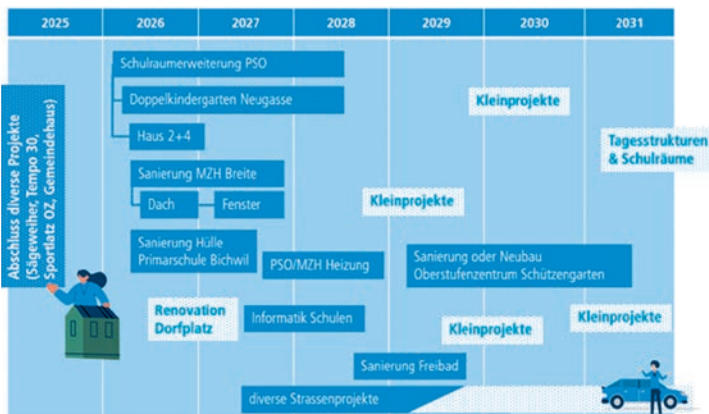 2025 2026 2027 2028 2029 2030 2031
Abschluss diverse Projekte
(Sägeweiher, Tempo 30,
Sportlatz OZ, Gemeindehaus)
Schulraumerweiterung PSO
Doppelkindergarten Neugasse
Haus 2+4
Kleinprojekte
Tagesstrukturen
& Schulräume
Sanierung MZH Breite
Dach
Fenster
Kleinprojekte
Sanierung Hülle
Primarschule Bichwil
PSO/MZH Heizung
Sanierung oder Neubau
Oberstufenzentrum Schützengarten
Renovation
Dorfplatz
Informatik Schulen
Kleinprojekte
Kleinprojekte
Sanierung Freibad
diverse Strassenprojekte